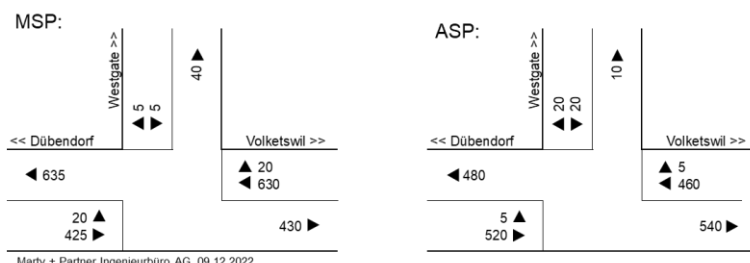 MSP:
Westgate >>
40 ▲
5 5
◄ ►
<< Dübendorf
Volketswil >>
◄ 635
▲ 20
◄ 630
20 ▲
425 ►
430 ►
Marty + Partner Ingenieurbüro AG, 09.12.2022
ASP:
Westgate >>
10 ▲
20 20
◄ ►
<< Dübendorf
Volketswil >>
◄ 480
▲ 5
◄ 460
5 ▲
520 ►
540 ►